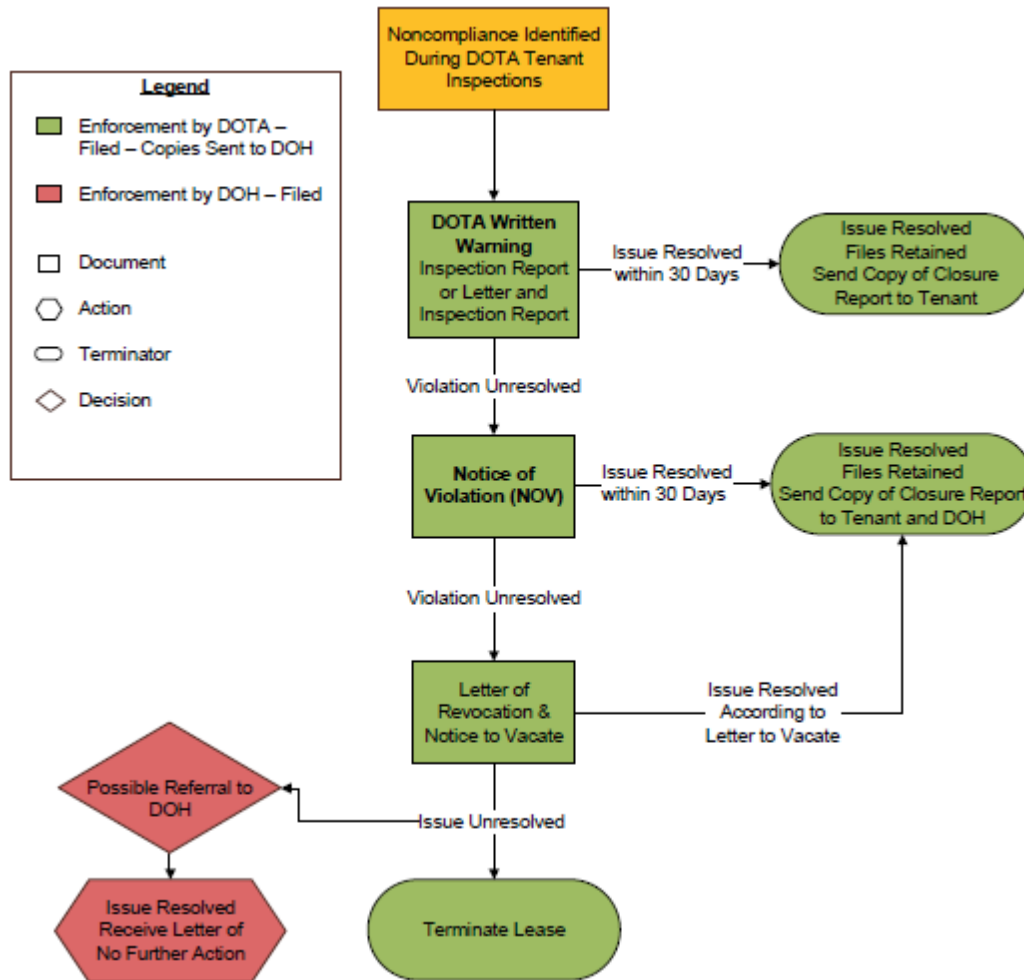 Noncompliance Identified
During DOTA Tenant
Inspections
Legend
Enforcement by DOTA –
Filed – Copies Sent to DOH
Enforcement by DOH – Filed
Document
Action
Terminator
Decision
DOTA Written
Warning
Inspection Report
or Letter and
Inspection Report
Issue Resolved
within 30 Days
Issue Resolved
Files Retained
Send Copy of Closure
Report to Tenant
Violation Unresolved
Notice of
Violation (NOV)
Issue Resolved
within 30 Days
Issue Resolved
Files Retained
Send Copy of Closure Report
to Tenant and DOH
Violation Unresolved
Letter of
Revocation &
Notice to Vacate
Issue Resolved
According to
Letter to Vacate
Possible Referral to
DOH
Issue Unresolved
Issue Resolved
Receive Letter of
No Further Action
Terminate Lease